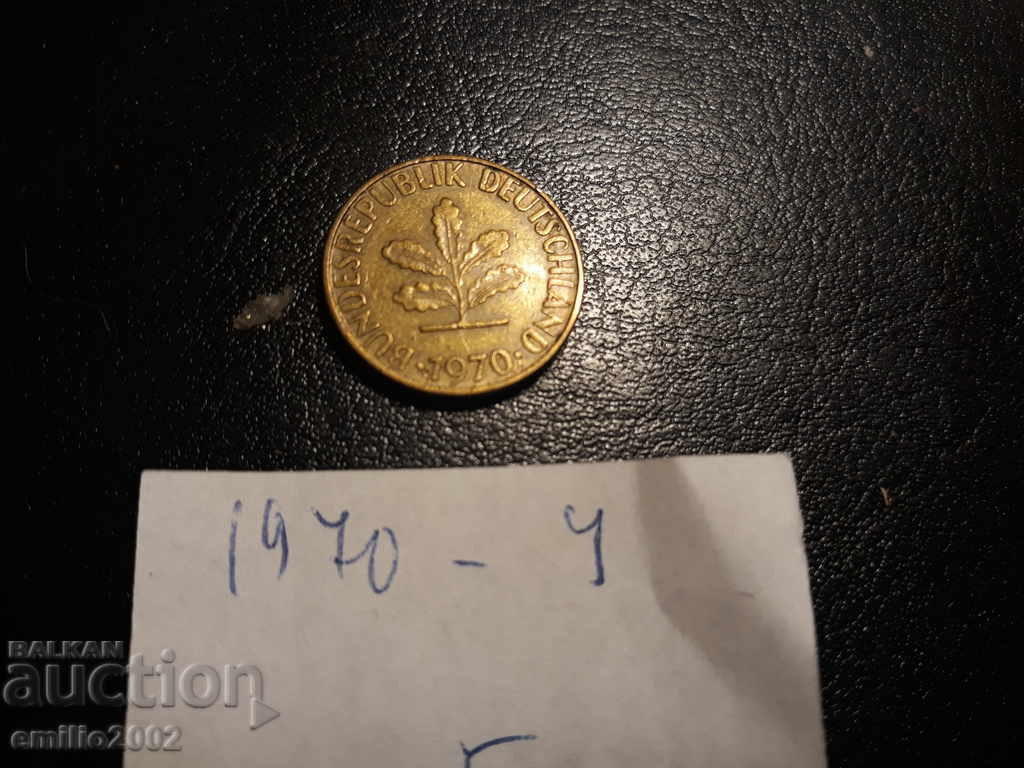 BUNDESREPUBLIK DEUTSCHLAND
1970
1970 - 4
BALKAN
auction
emilio2002